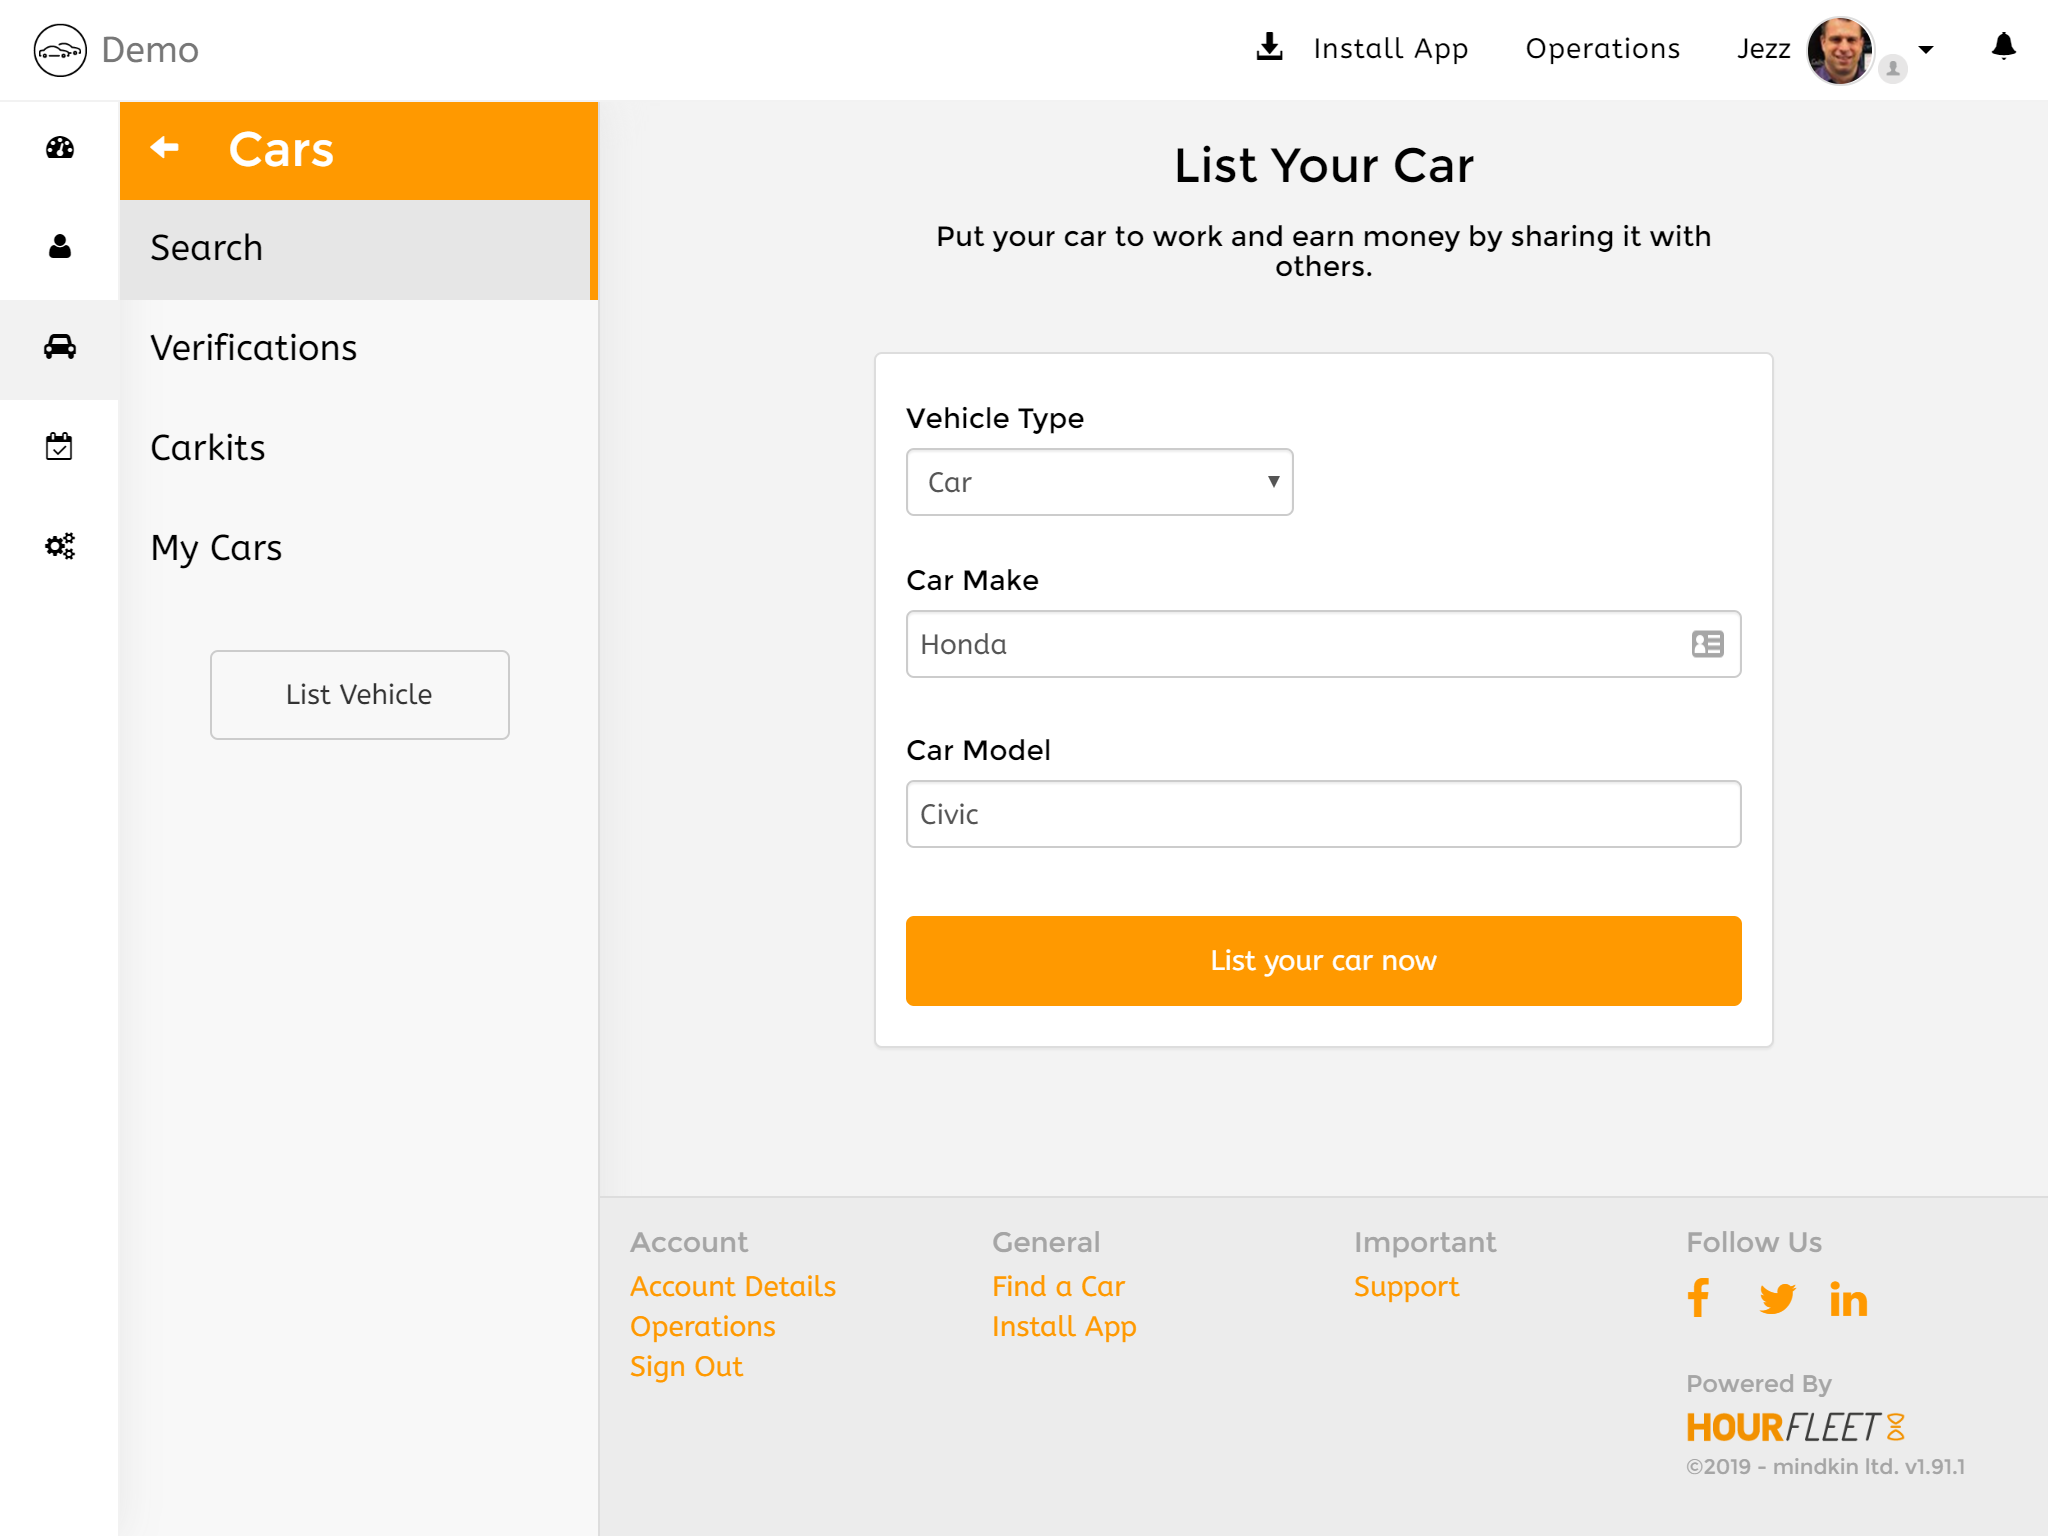 Demo
Install App
Operations
Jezz
Cars
Search
Verifications
Carkits
My Cars
List Vehicle
List Your Car
Put your car to work and earn money by sharing it with
others.
Vehicle Type
Car
Car Make
Honda
Car Model
Civic
List your car now
Account
Account Details
Operations
Sign Out
General
Find a Car
Install App
Important
Support
Follow Us
Powered By
HOURFLEET
©2019 - mindkin ltd. v1.91.1